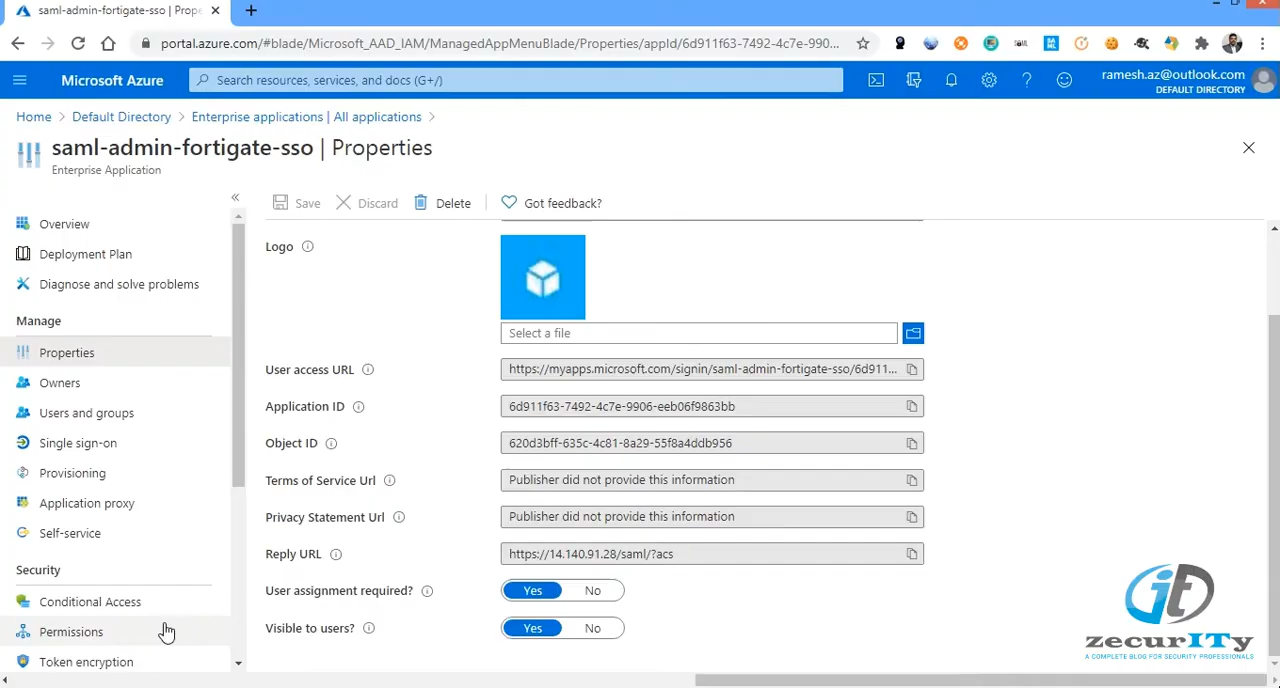 saml-admin-fortigate-sso | Prope
portal.azure.com/#blade/Microsoft_AAD_IAM/ManagedAppMenuBlade/Properties/appId/6d911f63-7492-4c7e-990...
Microsoft Azure
Search resources, services, and docs (G+/)
ramesh.az@outlook.com
DEFAULT DIRECTORY
Home > Default Directory > Enterprise applications | All applications >
saml-admin-fortigate-sso | Properties
Enterprise Application
Save
Discard
Delete
Got feedback?
Overview
Deployment Plan
Diagnose and solve problems
Manage
Properties
Owners
Users and groups
Single sign-on
Provisioning
Application proxy
Self-service
Security
Conditional Access
Permissions
Token encryption
Logo
Select a file
User access URL
https://myapps.microsoft.com/signin/saml-admin-fortigate-sso/6d911...
Application ID
6d911f63-7492-4c7e-9906-eeb06f9863bb
Object ID
620d3bff-635c-4c81-8a29-55f8a4ddb956
Terms of Service Url
Publisher did not provide this information
Privacy Statement Url
Publisher did not provide this information
Reply URL
https://14.140.91.28/saml/?acs
User assignment required?
Yes No
Visible to users?
Yes No
zecurITy
A COMPLETE BLOG FOR SECURITY PROFESSIONALS